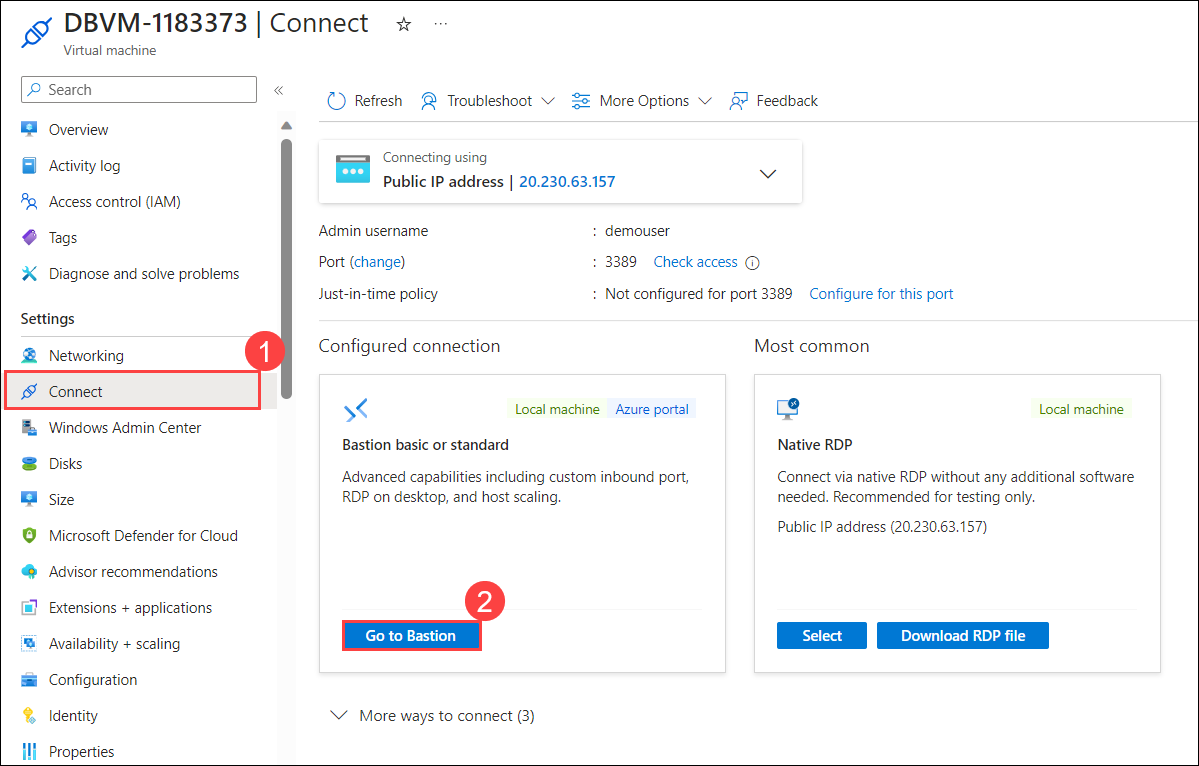 DBVM-1183373 | Connect ☆ ...
Virtual machine
Search «
Overview
Activity log
Access control (IAM)
Tags
Diagnose and solve problems
Settings
Networking
1
Connect
Windows Admin Center
Disks
Size
Microsoft Defender for Cloud
Advisor recommendations
Extensions + applications
Availability + scaling
Configuration
Identity
Properties
Refresh Troubleshoot More Options Feedback
Connecting using
Public IP address | 20.230.63.157
Admin username : demouser
Port (change) : 3389 Check access
Just-in-time policy : Not configured for port 3389 Configure for this port
Configured connection
Local machine Azure portal
Bastion basic or standard
Advanced capabilities including custom inbound port,
RDP on desktop, and host scaling.
2
Go to Bastion
Most common
Local machine
Native RDP
Connect via native RDP without any additional software
needed. Recommended for testing only.
Public IP address (20.230.63.157)
Select Download RDP file
More ways to connect (3)